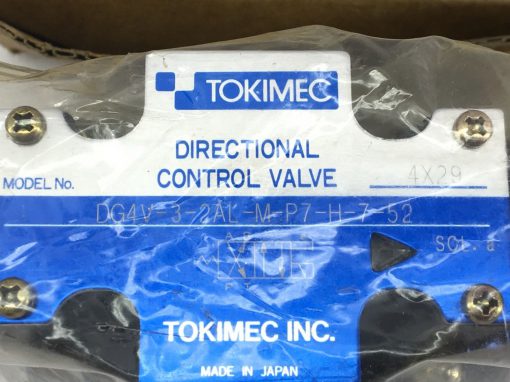 TOKIMEC
DIRECTIONAL
CONTROL VALVE
4X29
MODEL No.
DG4V-3-2AL-M-P7-H-7-52
SOL.a
A B
P T
TOKIMEC INC.
MADE IN JAPAN